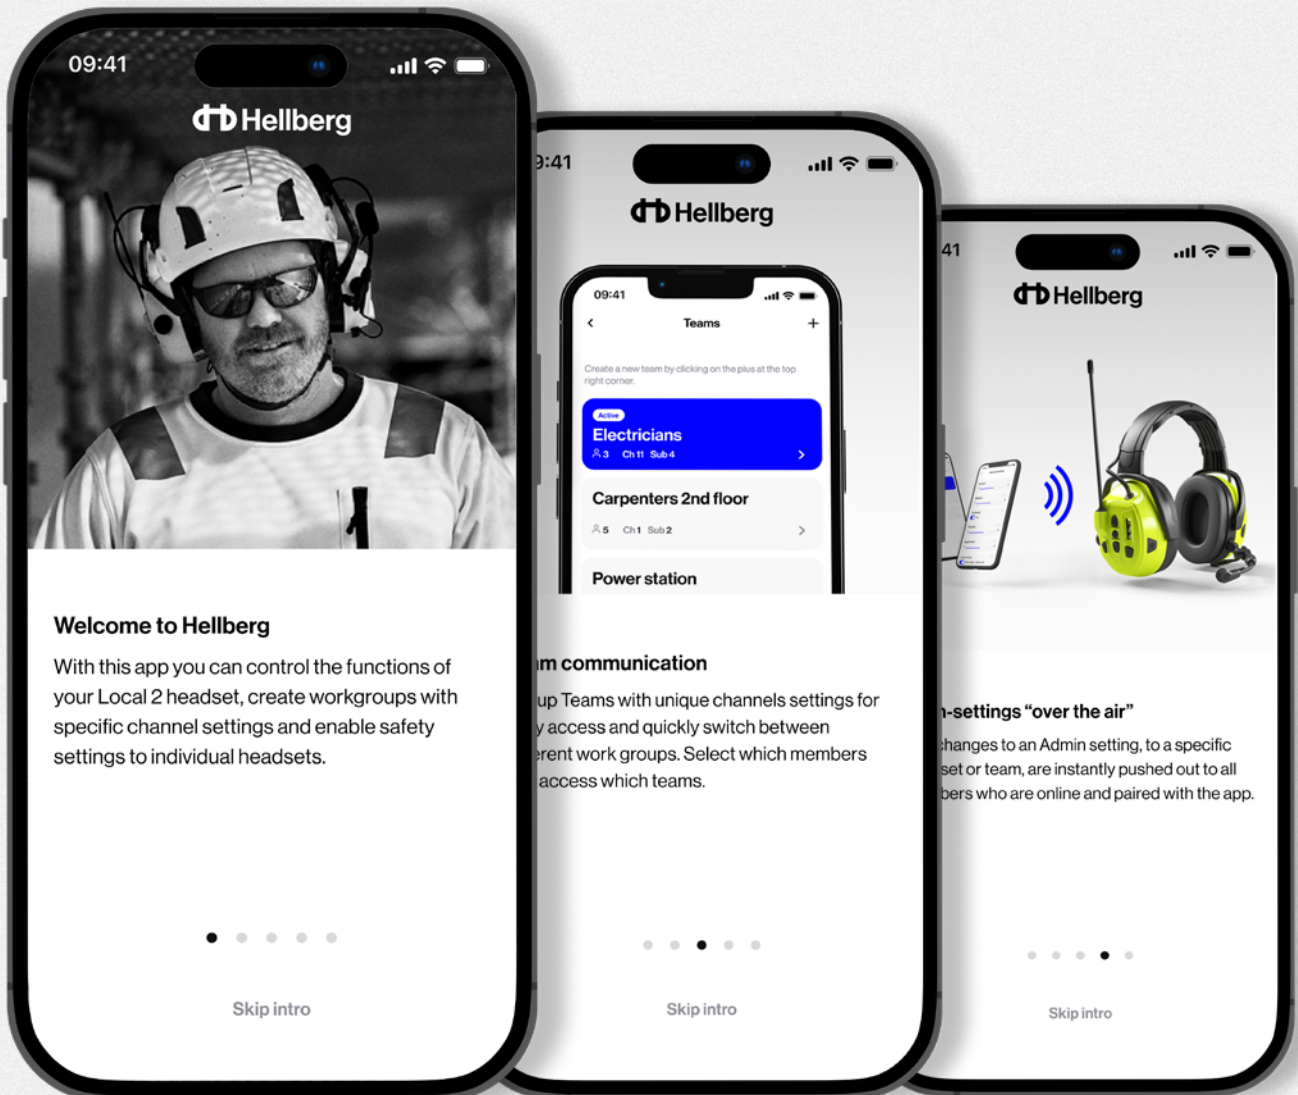 09:41
Hellberg
Welcome to Hellberg
With this app you can control the functions of
your Local 2 headset, create workgroups with
specific channel settings and enable safety
settings to individual headsets.
Skip intro
9:41
Hellberg
09:41
Teams
Create a new team by clicking on the plus at the top
right corner.
Active
Electricians
3 Ch 11 Sub 4
Carpenters 2nd floor
5 Ch 1 Sub 2
Power station
m communication
up Teams with unique channels settings for
y access and quickly switch between
erent work groups. Select which members
access which teams.
Skip intro
41
Hellberg
-settings “over the air”
hanges to an Admin setting, to a specific
set or team, are instantly pushed out to all
bers who are online and paired with the app.
Skip intro